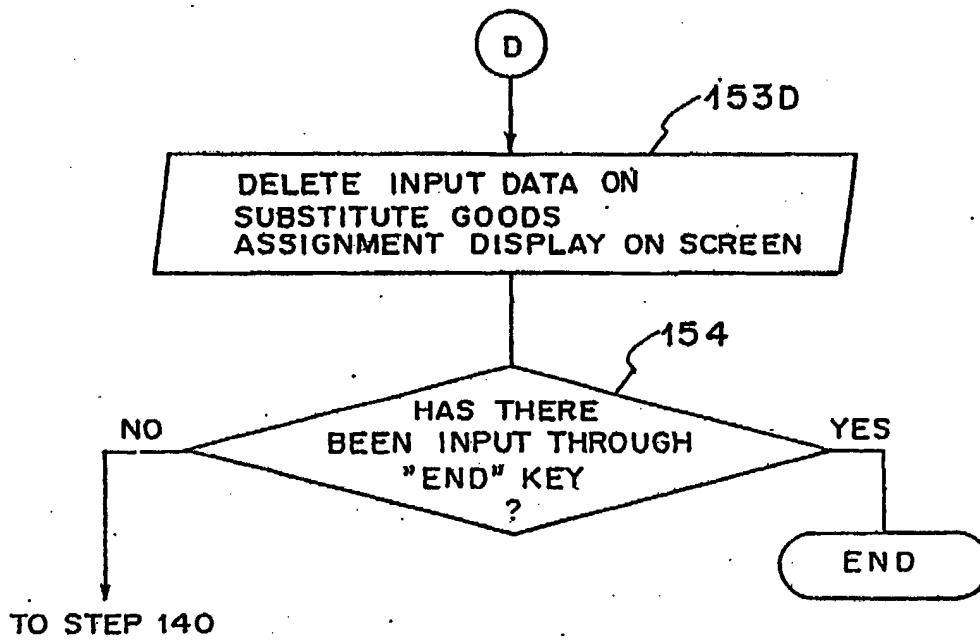 D
153D
DELETE INPUT DATA ON
SUBSTITUTE GOODS
ASSIGNMENT DISPLAY ON SCREEN
154
HAS THERE
BEEN INPUT THROUGH
"END" KEY
?
NO
YES
END
TO STEP 140